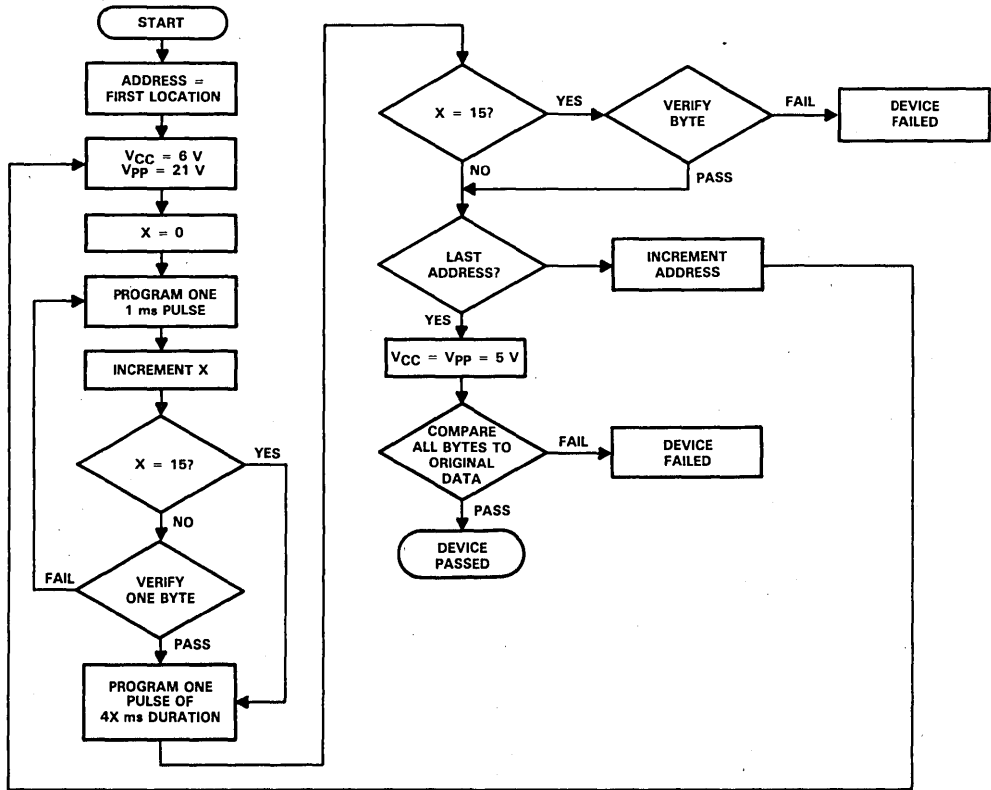 START
ADDRESS =
FIRST LOCATION
VCC = 6 V
VPP = 21 V
X = 0
PROGRAM ONE
1 ms PULSE
INCREMENT X
X = 15?
YES
NO
FAIL
VERIFY
ONE BYTE
PASS
PROGRAM ONE
PULSE OF
4X ms DURATION
X = 15?
YES
VERIFY
BYTE
FAIL
DEVICE
FAILED
NO
PASS
LAST
ADDRESS?
INCREMENT
ADDRESS
YES
VCC = VPP = 5 V
COMPARE
ALL BYTES TO
ORIGINAL
DATA
FAIL
DEVICE
FAILED
PASS
DEVICE
PASSED